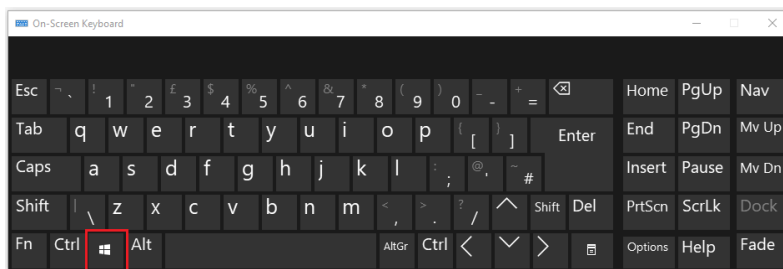 On-Screen Keyboard
Esc ¬ ` ! 1 " 2 £ 3 $ 4 % 5 ^ 6 & 7 * 8 ( 9 ) 0 _ - + = Home PgUp Nav
Tab q w e r t y u i o p { [ } ] Enter End PgDn Mv Up
Caps a s d f g h j k l : ; @ ' ~ # Insert Pause Mv Dn
Shift | \ z x c v b n m < , > . ? / Shift Del PrtScn ScrLk Dock
Fn Ctrl Alt AltGr Ctrl Options Help Fade